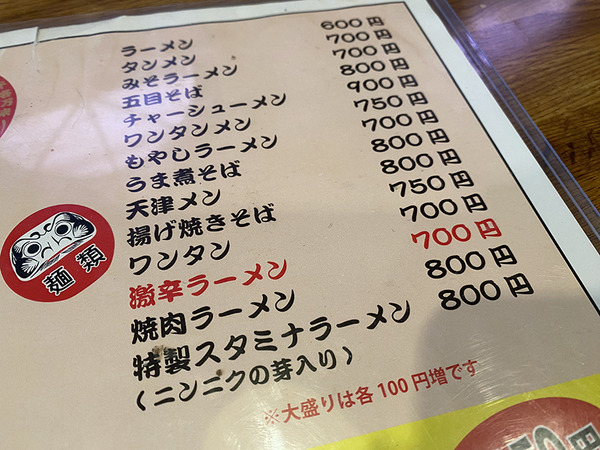 ラーメン 600円
タンメン 700円
みそラーメン 700円
五目そば 800円
チャーシューメン 900円
ワンタンメン 750円
もやしラーメン 700円
うま煮そば 800円
天津メン 800円
揚げ焼きそば 750円
ワンタン 700円
激辛ラーメン 700円
焼肉ラーメン 800円
特製スタミナラーメン 800円
(ニンニクの芽入り)
※大盛りは各100円増です
麺類